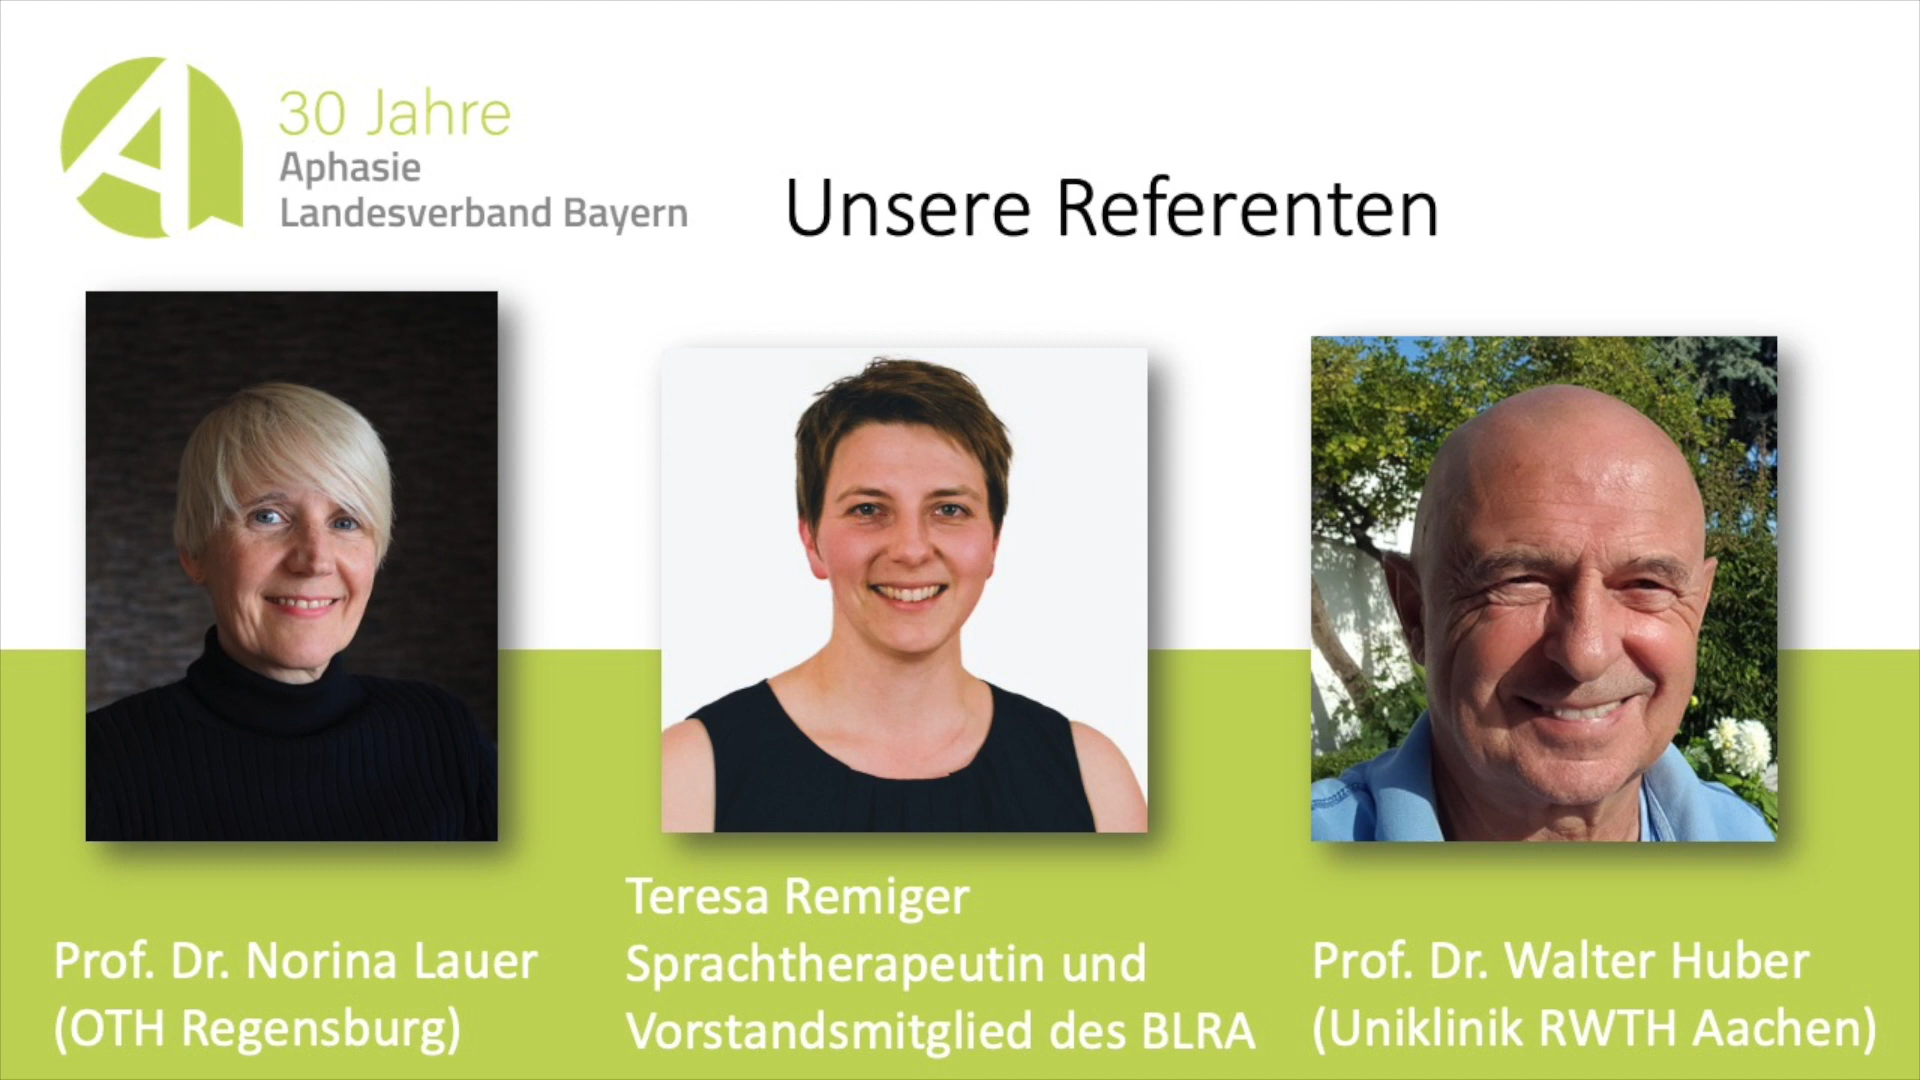 30 Jahre
Aphasie
Landesverband Bayern
Unsere Referenten
Prof. Dr. Norina Lauer
(OTH Regensburg)
Teresa Remiger
Sprachtherapeutin und
Vorstandsmitglied des BLRA
Prof. Dr. Walter Huber
(Uniklinik RWTH Aachen)